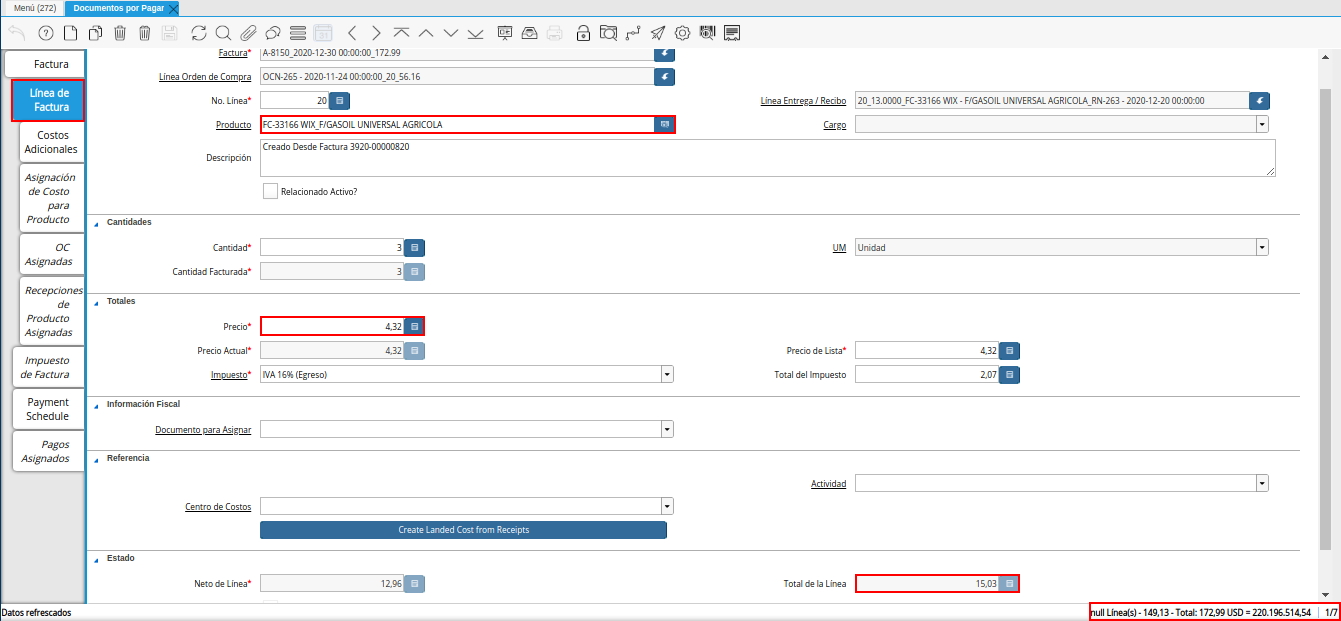 Menú (272)
Documentos por Pagar
Factura
Línea de
Factura
Costos
Adicionales
Asignación
de Costo
para
Producto
OC
Asignadas
Recepciones
de
Producto
Asignadas
Impuesto
de Factura
Payment
Schedule
Pagos
Asignados
Factura* A-8150_2020-12-30 00:00:00_172.99
Línea Orden de Compra OCN-265 - 2020-11-24 00:00:00_20_56.16
No. Línea* 20 Línea Entrega / Recibo 20_13.0000_FC-33166 WIX - F/GASOIL UNIVERSAL AGRICOLA_RN-263 - 2020-12-20 00:00:00
Producto FC-33166 WIX_F/GASOIL UNIVERSAL AGRICOLA Cargo
Descripción Creado Desde Factura 3920-00000820
Relacionado Activo?
Cantidades
Cantidad* 3 UM Unidad
Cantidad Facturada* 3
Totales
Precio* 4,32
Precio Actual* 4,32 Precio de Lista* 4,32
Impuesto* IVA 16% (Egreso) Total del Impuesto 2,07
Información Fiscal
Documento para Asignar
Referencia
Actividad
Centro de Costos
Create Landed Cost from Receipts
Estado
Neto de Línea* 12,96 Total de la Línea 15,03
Datos refrescados null Línea(s) - 149,13 - Total: 172,99 USD = 220.196.514,54 1/7